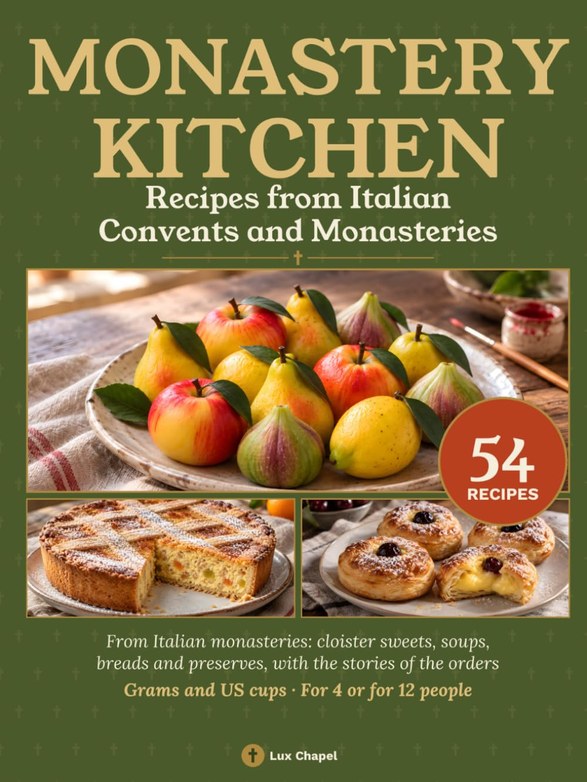 MONASTERY
KITCHEN
Recipes from Italian
Convents and Monasteries
54
RECIPES
From Italian monasteries: cloister sweets, soups,
breads and preserves, with the stories of the orders
Grams and US cups · For 4 or for 12 people
Lux Chapel